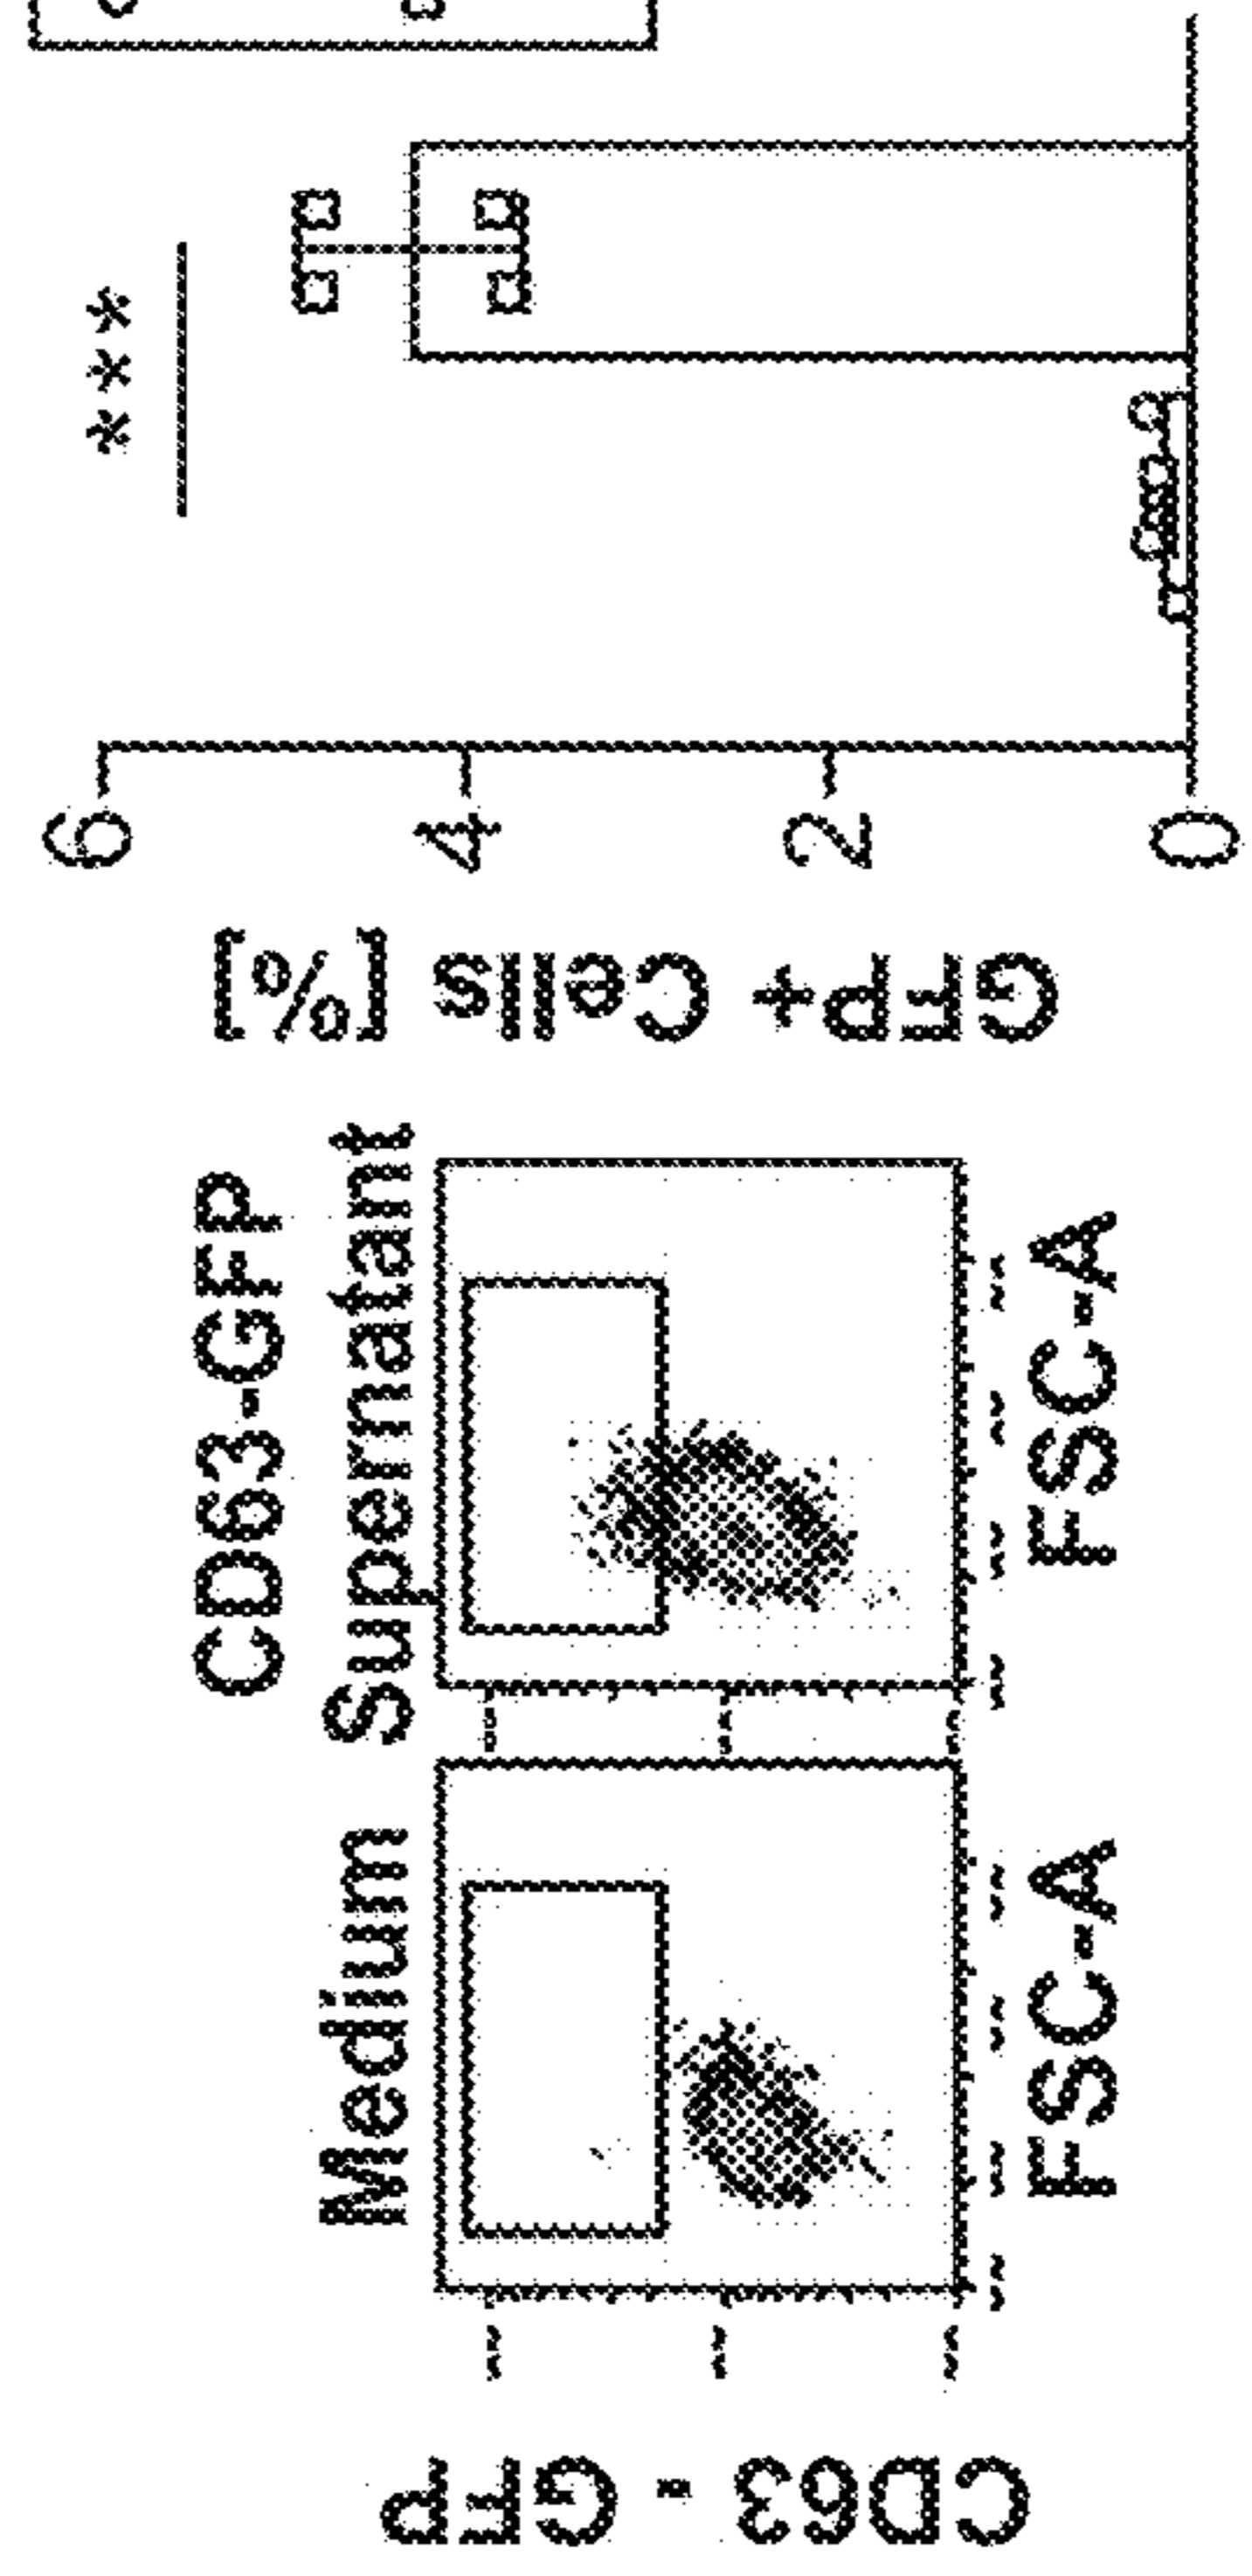 CD63 - GFP
Medium
FSC-A
CD63-GFP
Supernatant
FSC-A
GFP+ Cells [%]
6
4
2
0
***